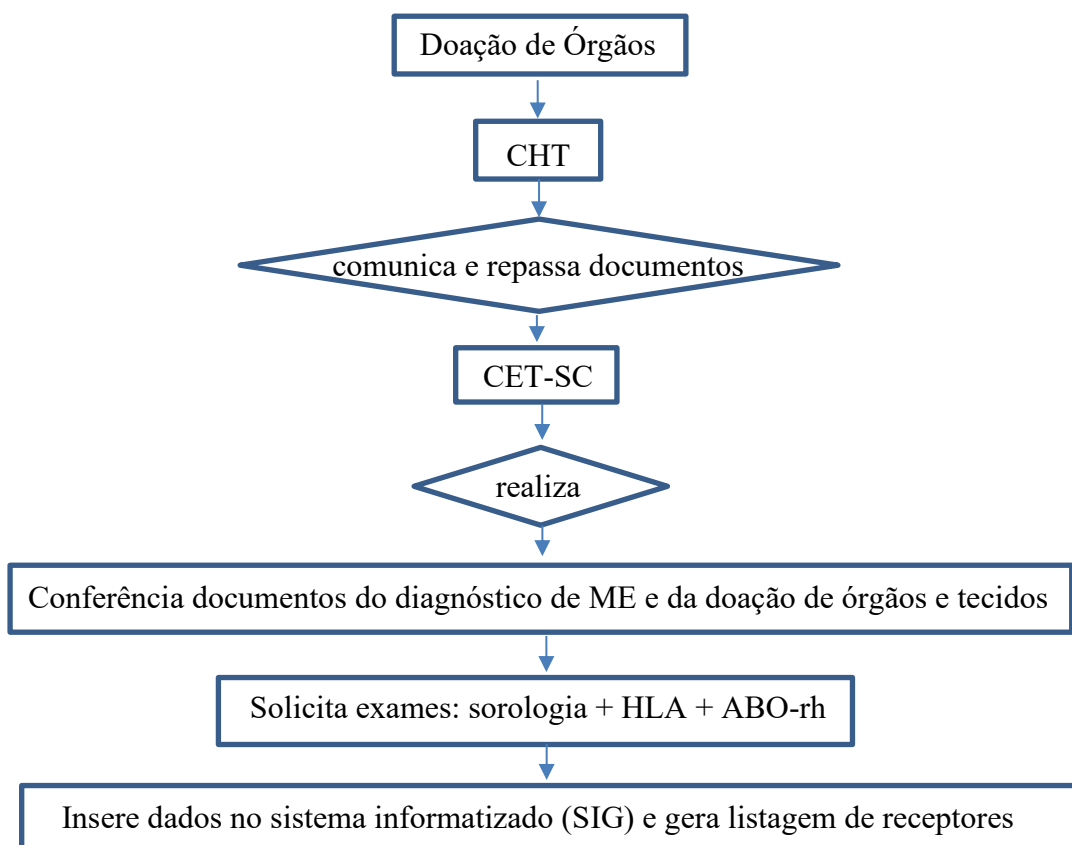 Doação de Órgãos
CHT
comunica e repassa documentos
CET-SC
realiza
Conferência documentos do diagnóstico de ME e da doação de órgãos e tecidos
Solicita exames: sorologia + HLA + ABO-rh
Insere dados no sistema informatizado (SIG) e gera listagem de receptores